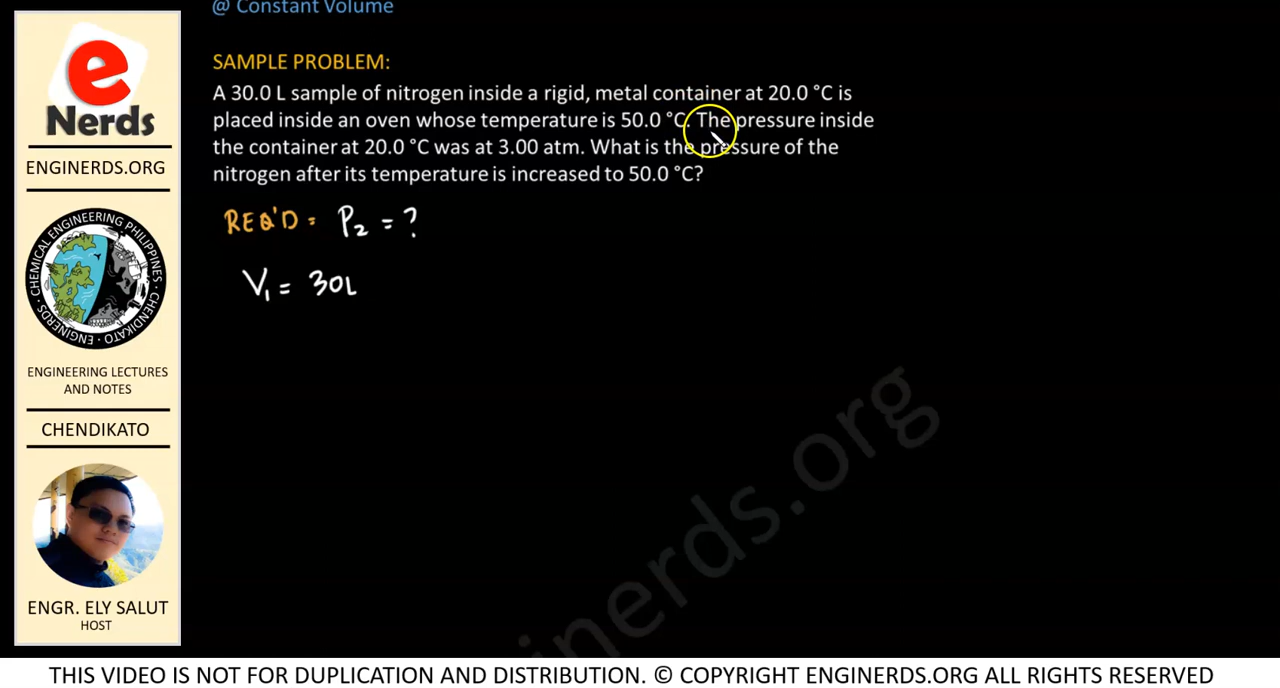 @ Constant Volume
e
Nerds
ENGINERDS.ORG
CHEMICAL ENGINEERING PHILIPPINES
CHENDIKATO ENGINERDS.ORG
ENGINEERING LECTURES
AND NOTES
CHENDIKATO
ENGR. ELY SALUT
HOST
SAMPLE PROBLEM:
A 30.0 L sample of nitrogen inside a rigid, metal container at 20.0 °C is
placed inside an oven whose temperature is 50.0 °C. The pressure inside
the container at 20.0 °C was at 3.00 atm. What is the pressure of the
nitrogen after its temperature is increased to 50.0 °C?
REQ'D = P₂ = ?
V₁ = 30L
inerds.org
THIS VIDEO IS NOT FOR DUPLICATION AND DISTRIBUTION. © COPYRIGHT ENGINERDS.ORG ALL RIGHTS RESERVED